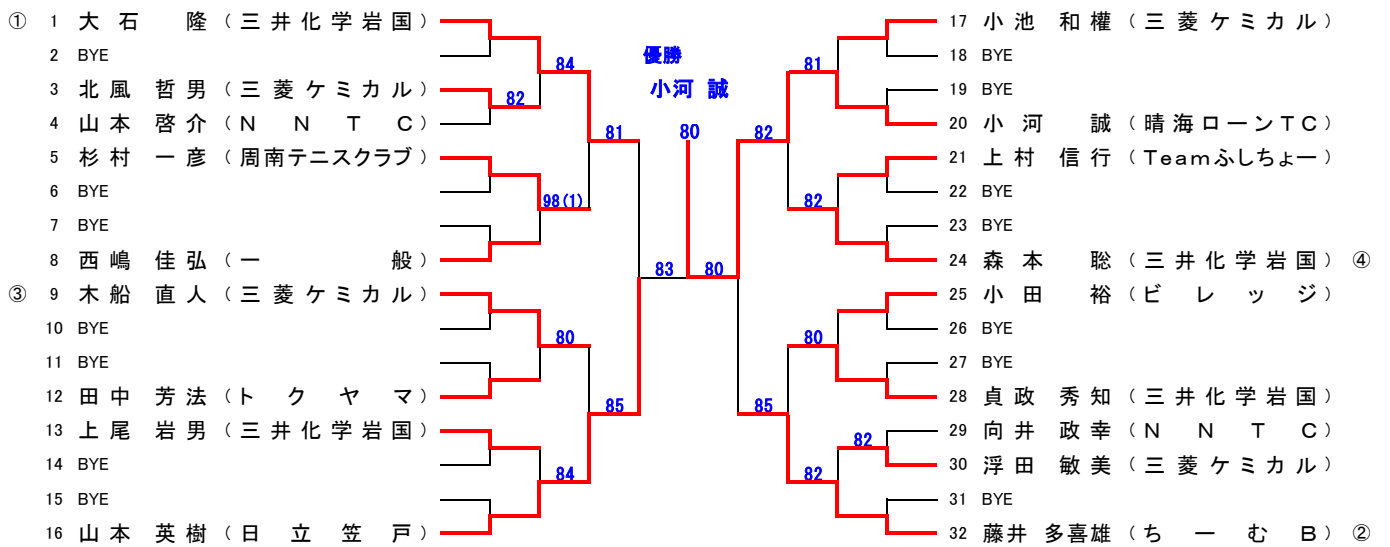 ① 1 大石 隆 (三井化学岩国)
2 BYE
3 北風 哲男 (三菱ケミカル)
4 山本 啓介 (NNTC)
5 杉村 一彦 (周南テニスクラブ)
6 BYE
7 BYE
8 西嶋 佳弘 (一般)
③ 9 木船 直人 (三菱ケミカル)
10 BYE
11 BYE
12 田中 芳法 (トクヤマ)
13 上尾 岩男 (三井化学岩国)
14 BYE
15 BYE
16 山本 英樹 (日立笠戸)
84
82
98(1)
80
84
81
85
83
優勝
小河 誠
80
80
82
85
81
82
80
82
82
17 小池 和權 (三菱ケミカル)
18 BYE
19 BYE
20 小河 誠 (晴海ローンTC)
21 上村 信行 (Teamふしちょー)
22 BYE
23 BYE
24 森本 聡 (三井化学岩国) ④
25 小田 裕 (ビレッジ)
26 BYE
27 BYE
28 貞政 秀知 (三井化学岩国)
29 向井 政幸 (NNTC)
30 浮田 敏美 (三菱ケミカル)
31 BYE
32 藤井 多喜雄 (ちーむB) ②